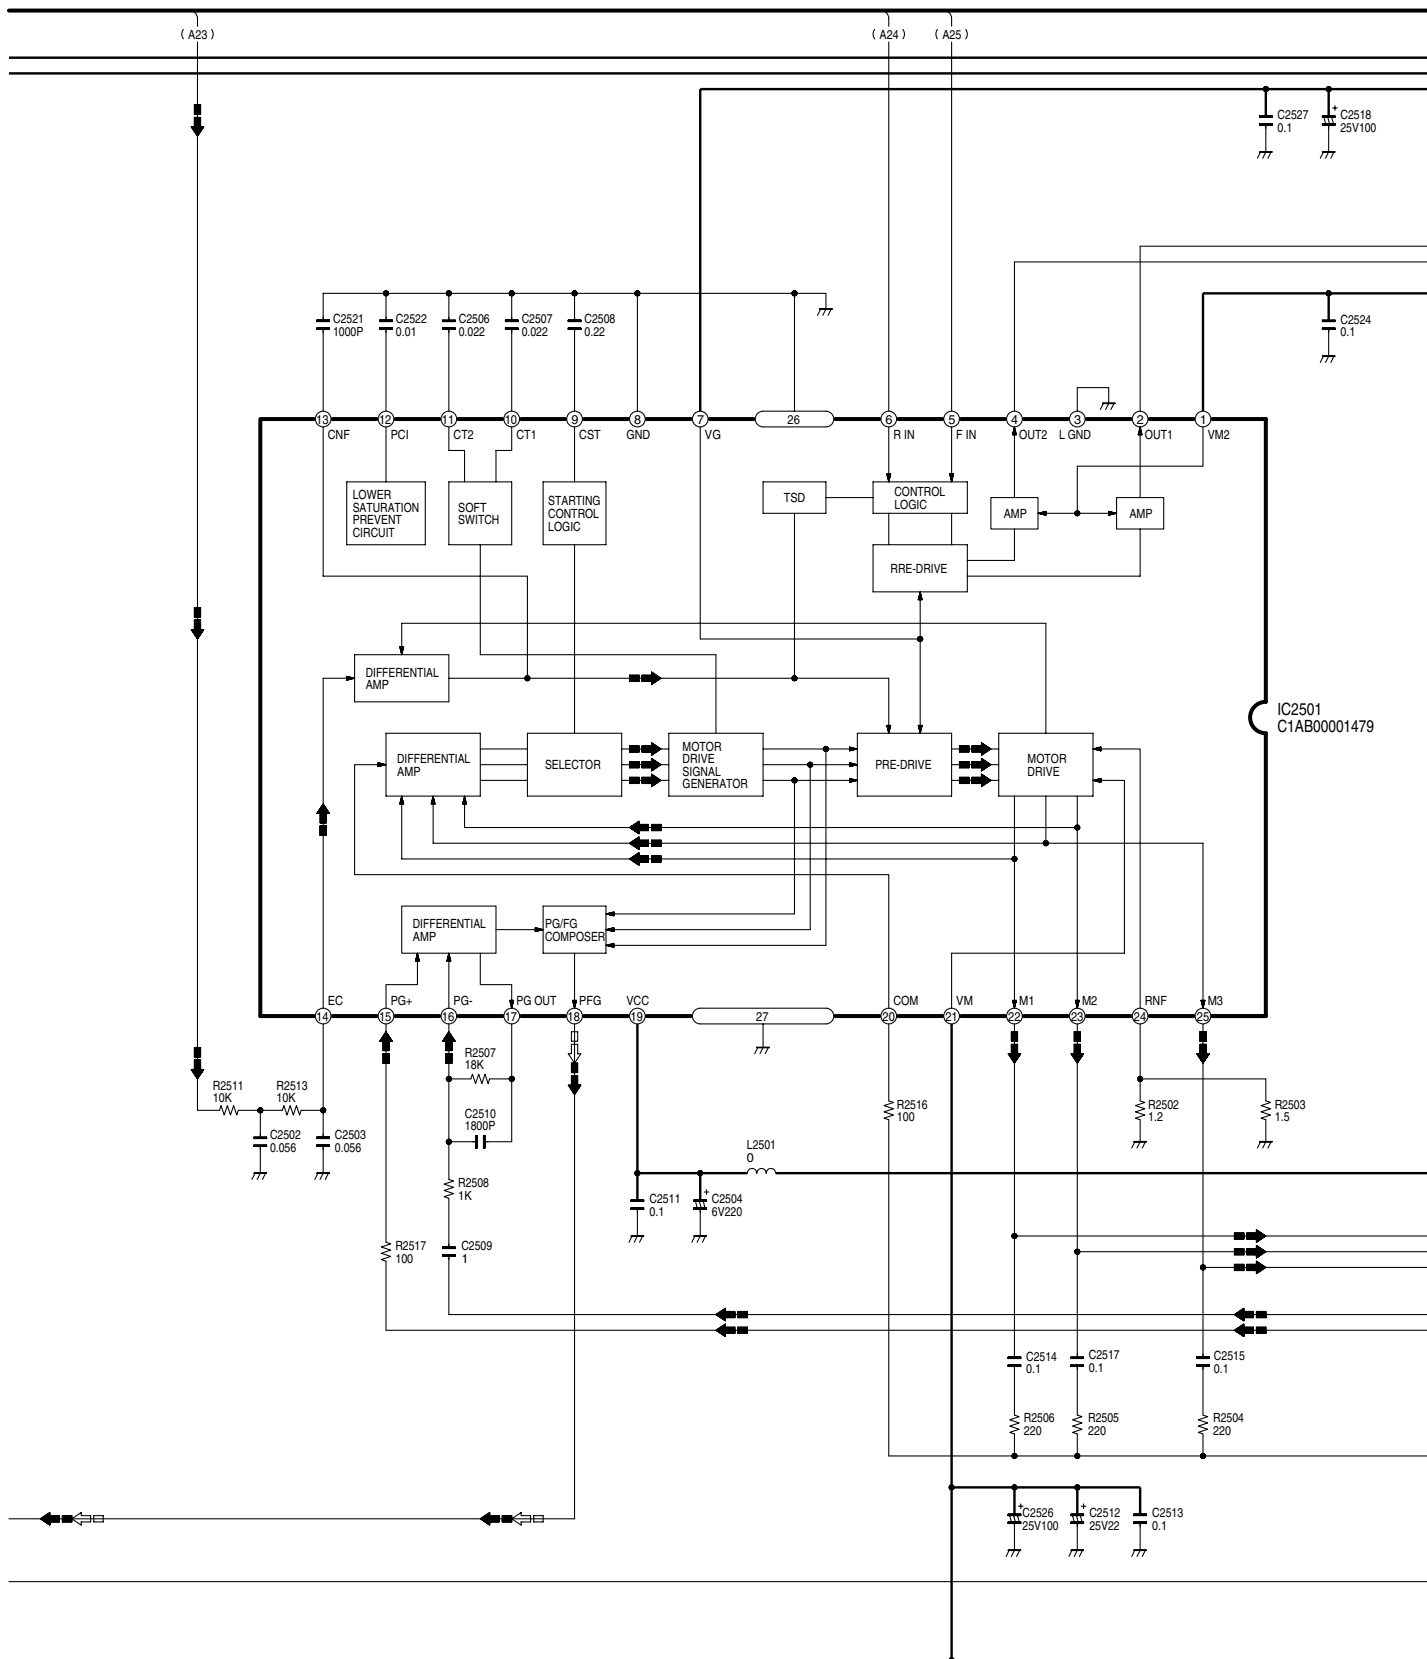 ( A23 )
( A24 )
( A25 )
C2527
0.1
+
C2518
25V100
C2521
1000P
C2522
0.01
C2506
0.022
C2507
0.022
C2508
0.22
C2524
0.1
13
12
11
10
9
8
7
26
6
5
4
3
2
1
CNF
PCI
CT2
CT1
CST
GND
VG
R IN
F IN
OUT2
L GND
OUT1
VM2
LOWER
SATURATION
PREVENT
CIRCUIT
SOFT
SWITCH
STARTING
CONTROL
LOGIC
TSD
CONTROL
LOGIC
AMP
AMP
RRE-DRIVE
DIFFERENTIAL
AMP
IC2501
C1AB00001479
DIFFERENTIAL
AMP
SELECTOR
MOTOR
DRIVE
SIGNAL
GENERATOR
PRE-DRIVE
MOTOR
DRIVE
DIFFERENTIAL
AMP
PG/FG
COMPOSER
EC
PG+
PG-
PG OUT
PFG
VCC
COM
VM
M1
M2
RNF
M3
14
15
16
17
18
19
27
20
21
22
23
24
25
R2507
18K
R2511
10K
R2513
10K
C2510
1800P
R2516
100
R2502
1.2
R2503
1.5
C2502
0.056
C2503
0.056
L2501
0
R2508
1K
C2511
0.1
+
C2504
6V220
R2517
100
C2509
1
C2514
0.1
C2517
0.1
C2515
0.1
R2506
220
R2505
220
R2504
220
+
C2526
25V100
+
C2512
25V22
C2513
0.1